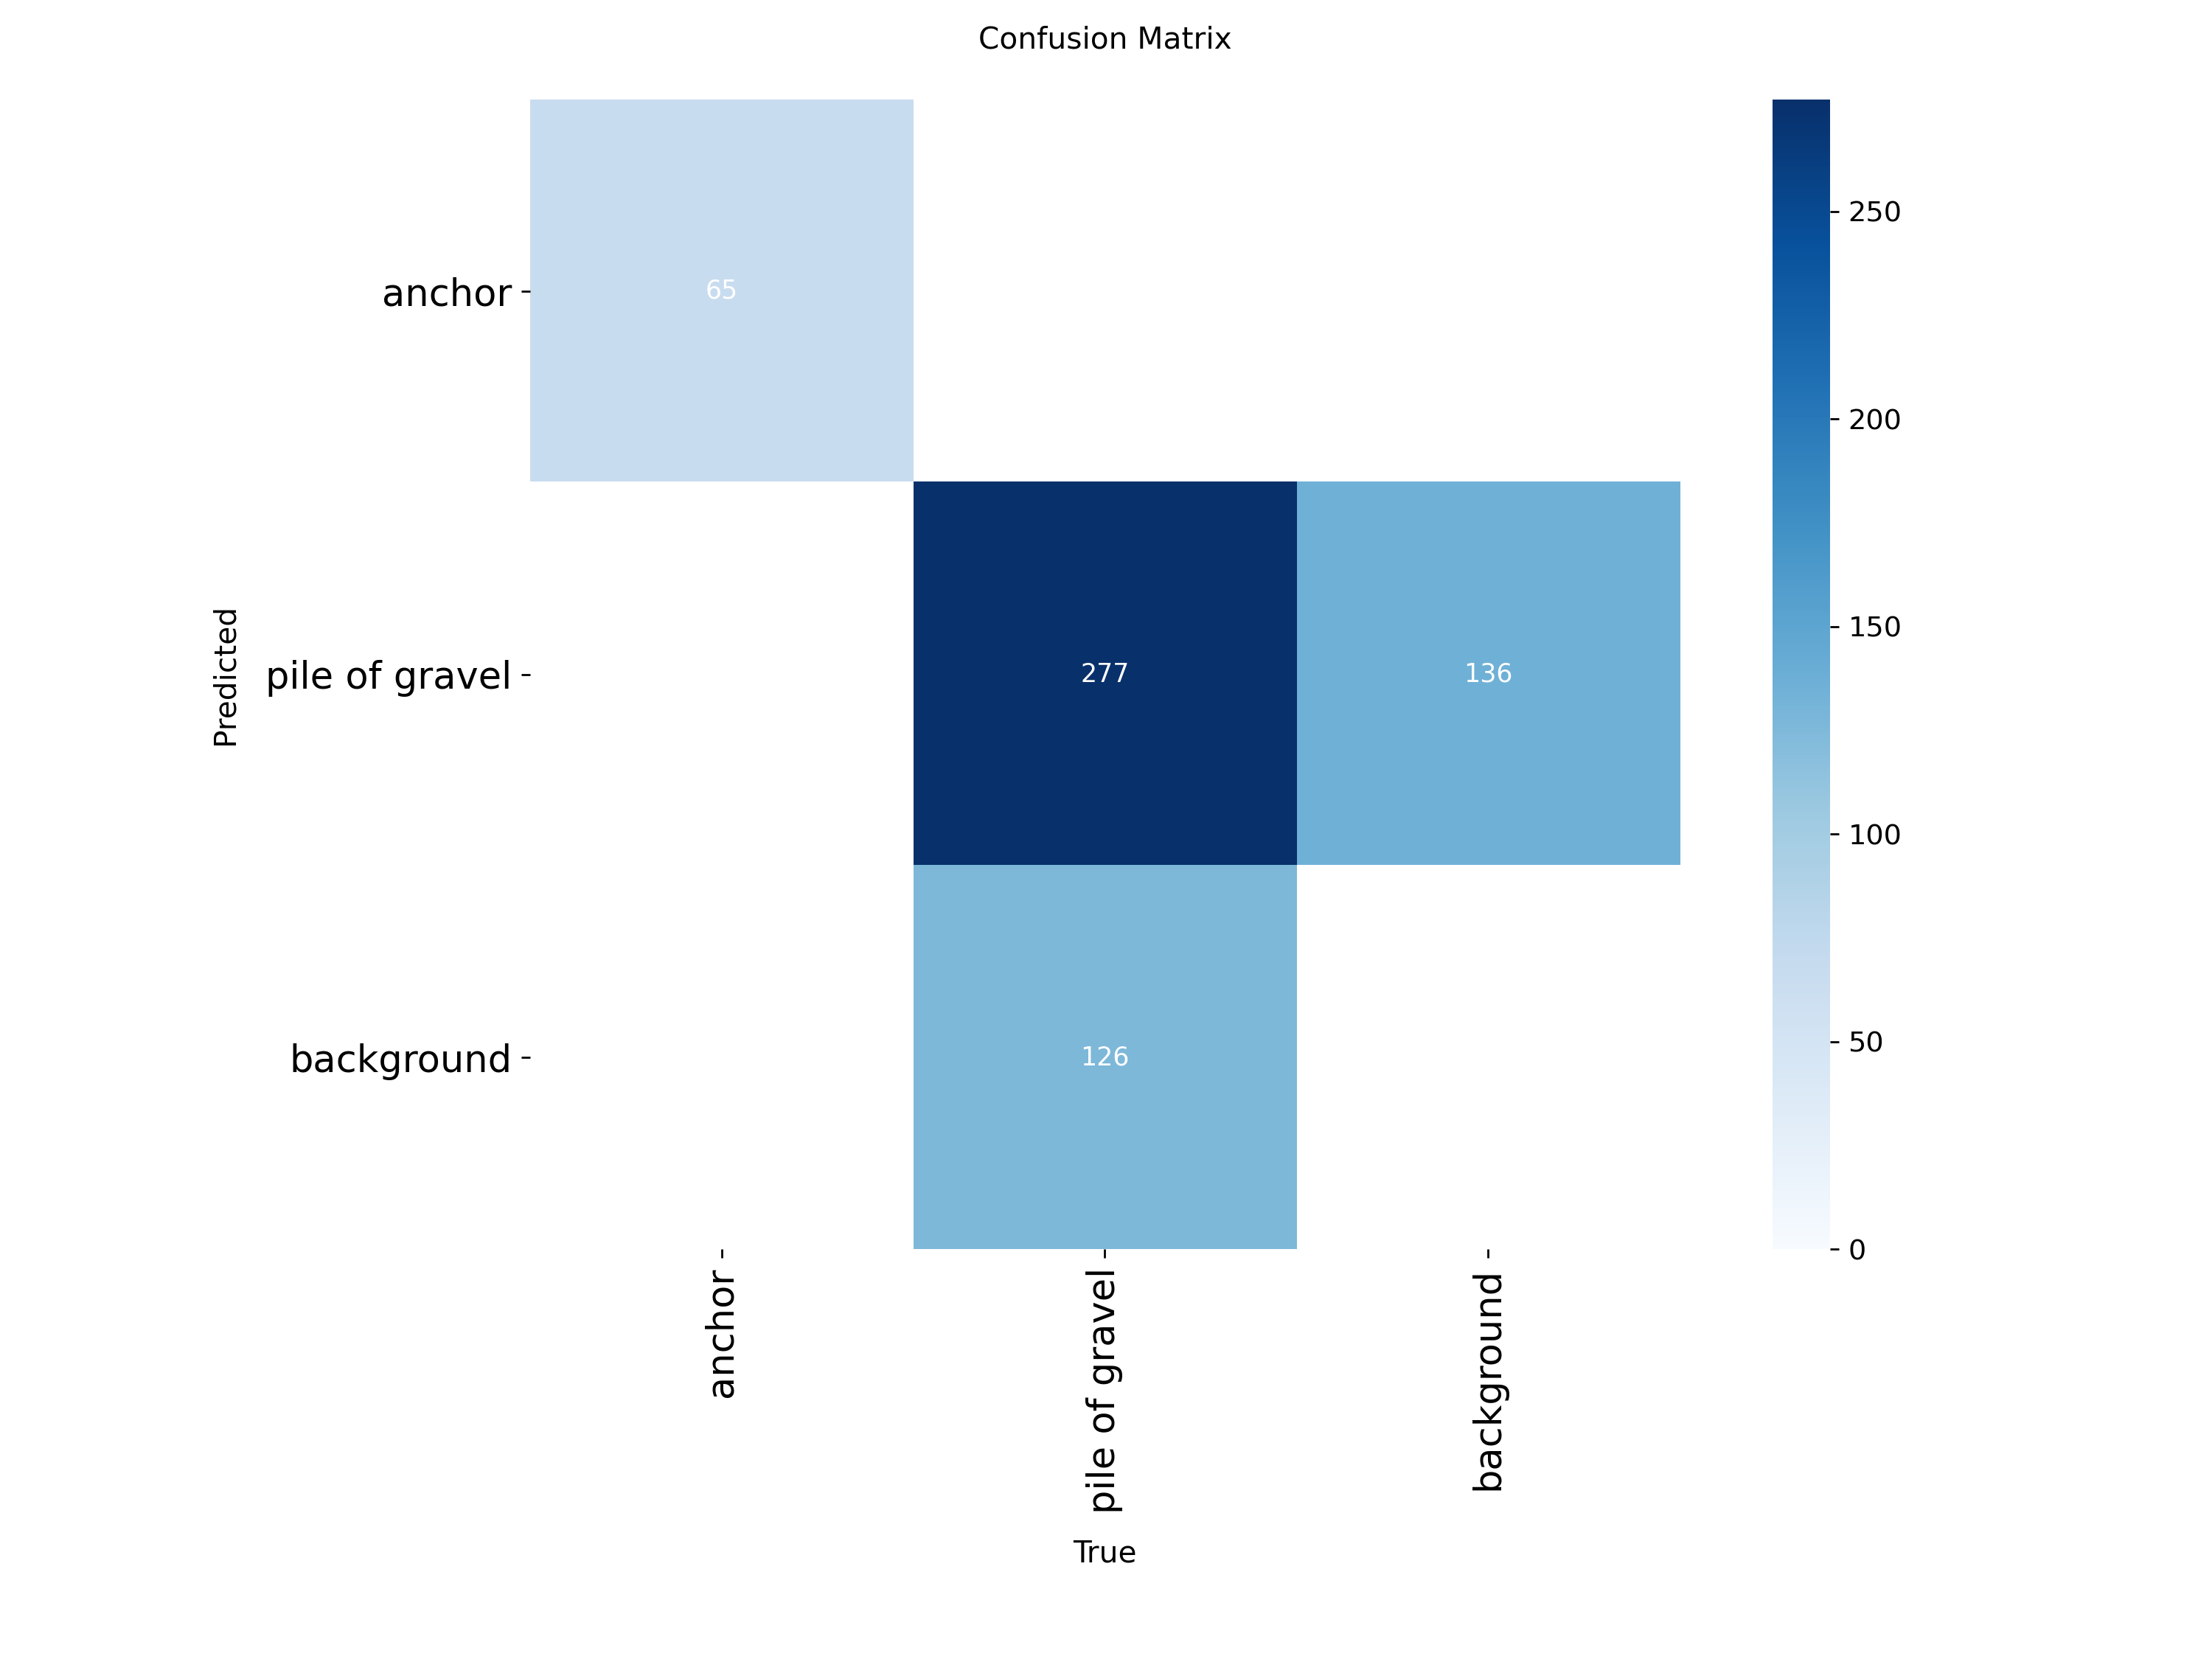 Confusion Matrix
Predicted
anchor
pile of gravel
background
65
277
136
126
anchor
pile of gravel
background
True
250
200
150
100
50
0